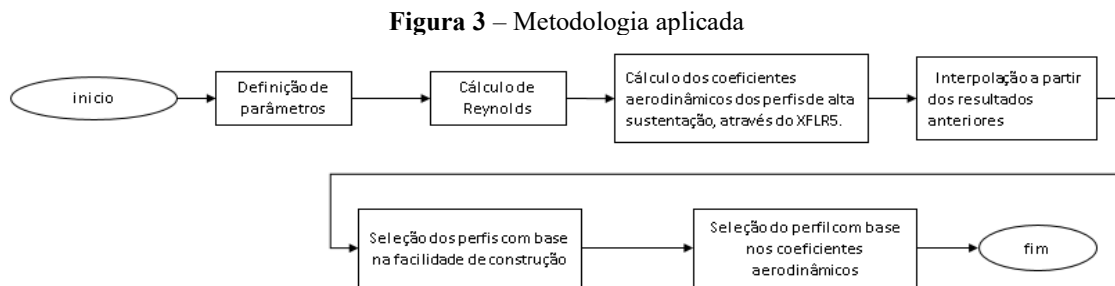 Figura 3 – Metodologia aplicada
inicio
Definição de
parâmetros
Cálculo de
Reynolds
Cálculo dos coeficientes
aerodinâmicos dos perfis de alta
sustentação, através do XFLR5.
Interpolação a partir
dos resultados
anteriores
Seleção dos perfis com base
na facilidade de construção
Seleção do perfil com base
nos coeficientes
aerodinâmicos
fim